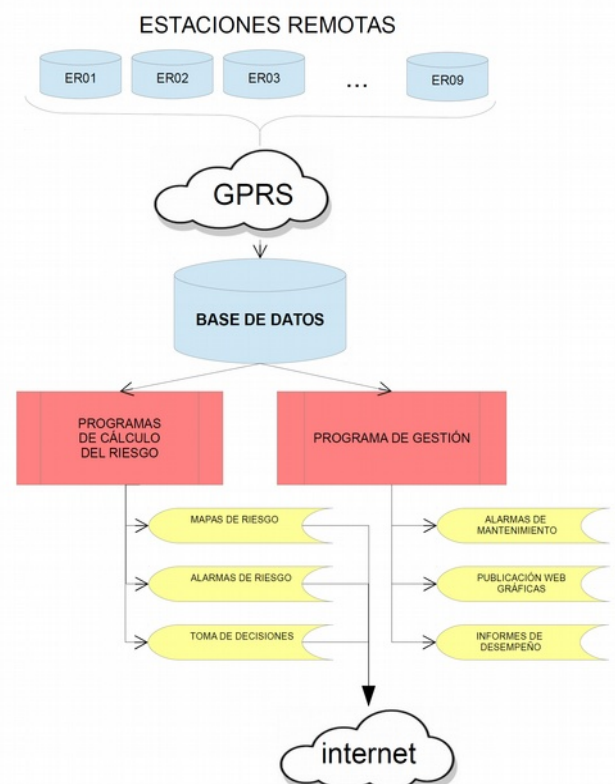 ESTACIONES REMOTAS
ER01
ER02
ER03
...
ER09
GPRS
BASE DE DATOS
PROGRAMAS
DE CÁLCULO
DEL RIESGO
PROGRAMA DE GESTIÓN
MAPAS DE RIESGO
ALARMAS DE RIESGO
TOMA DE DECISIONES
ALARMAS DE
MANTENIMIENTO
PUBLICACIÓN WEB
GRÁFICAS
INFORMES DE
DESEMPEÑO
internet